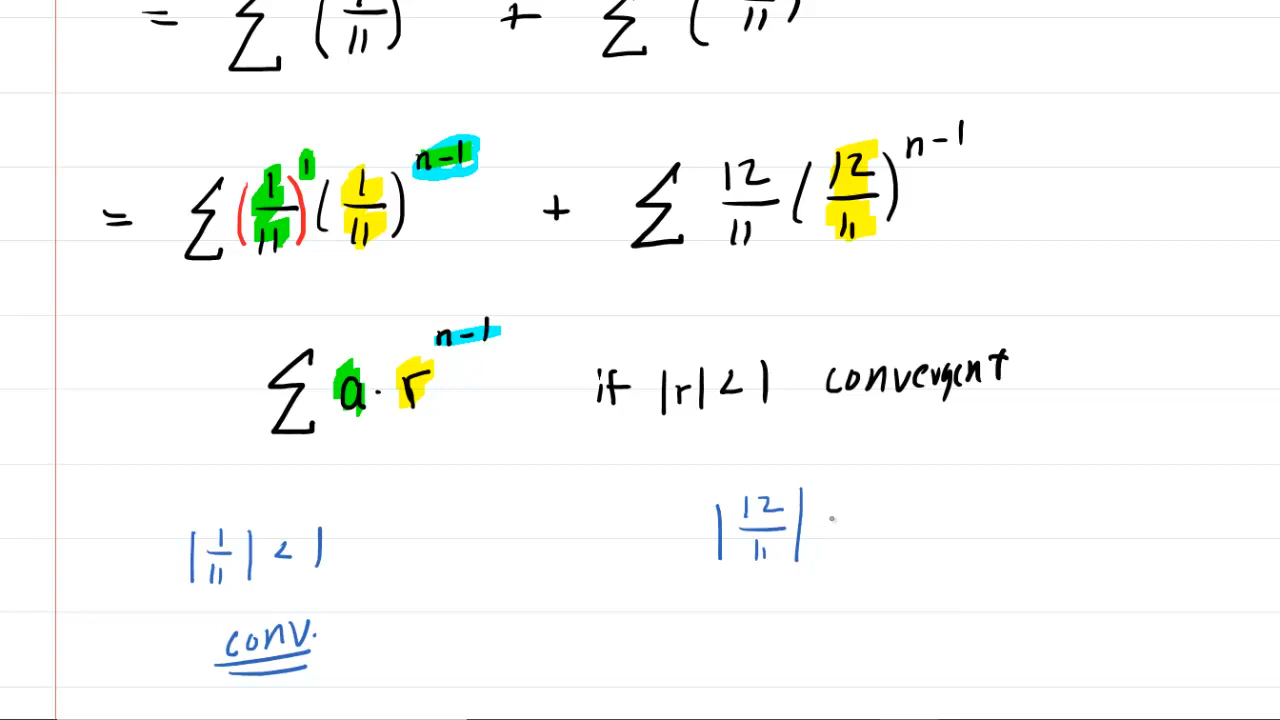 = ∑ (1/11) + ∑ ( /11)
= ∑ (1/11)^1 (1/11)^(n-1) + ∑ 12/11 (12/11)^(n-1)
∑ a · r^(n-1) if |r| < 1 convergent
|1/11| < 1 |12/11|
conv.